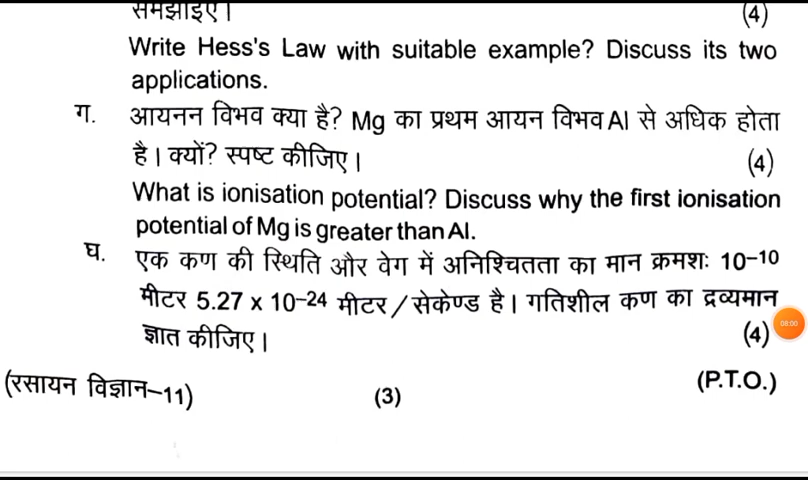 समझाइए। (4)
Write Hess's Law with suitable example? Discuss its two
applications.
ग. आयनन विभव क्या है? Mg का प्रथम आयन विभव Al से अधिक होता
है। क्यों? स्पष्ट कीजिए। (4)
What is ionisation potential? Discuss why the first ionisation
potential of Mg is greater than Al.
घ. एक कण की स्थिति और वेग में अनिश्चितता का मान क्रमशः 10⁻¹⁰
मीटर 5.27 x 10⁻²⁴ मीटर/सेकेण्ड है। गतिशील कण का द्रव्यमान
ज्ञात कीजिए। (4)
08:00
(रसायन विज्ञान–11) (3) (P.T.O.)